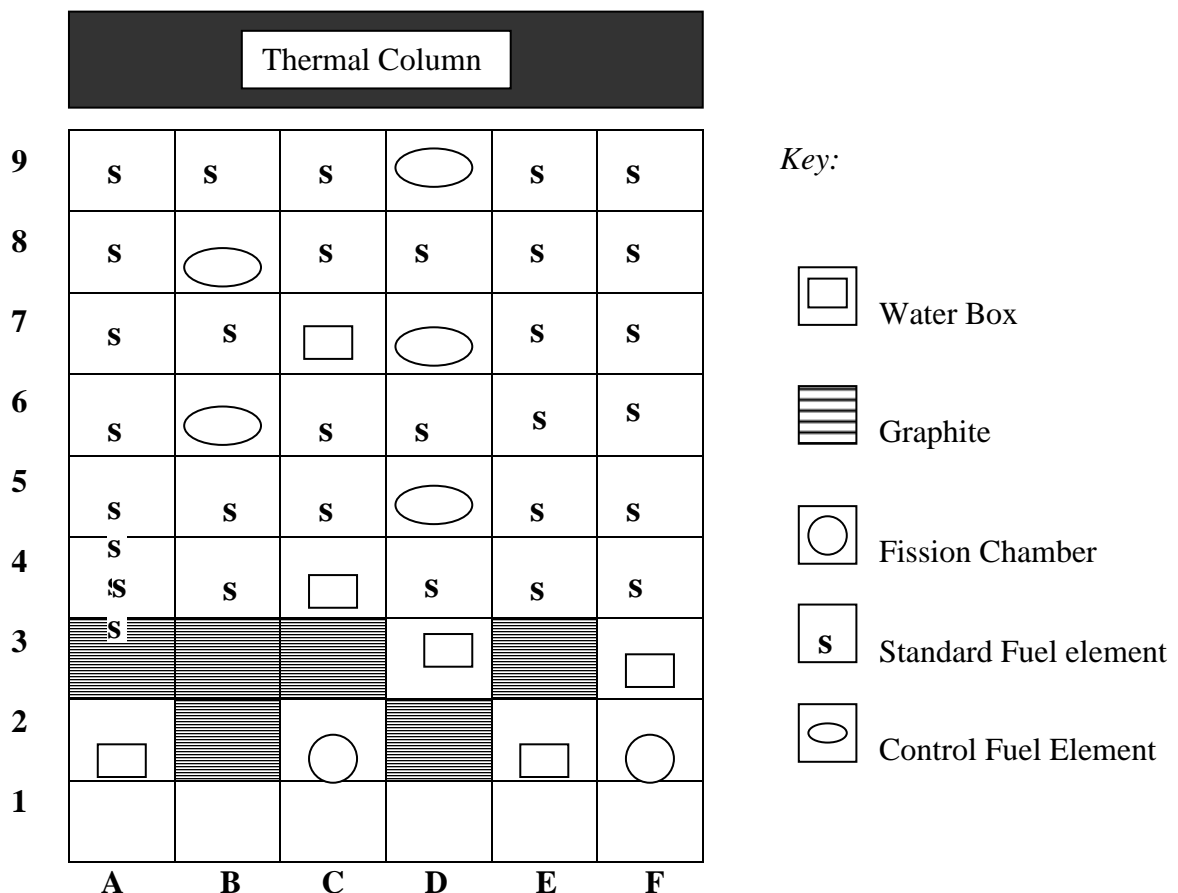 Thermal Column
9 s s s s s
Key:
8 s s s s s
Water Box
7 s s s s
6 s s s s s
Graphite
5 s s s s s
s
Fission Chamber
4 s s s s s s
s
3
s Standard Fuel element
2
Control Fuel Element
1
A B C D E F